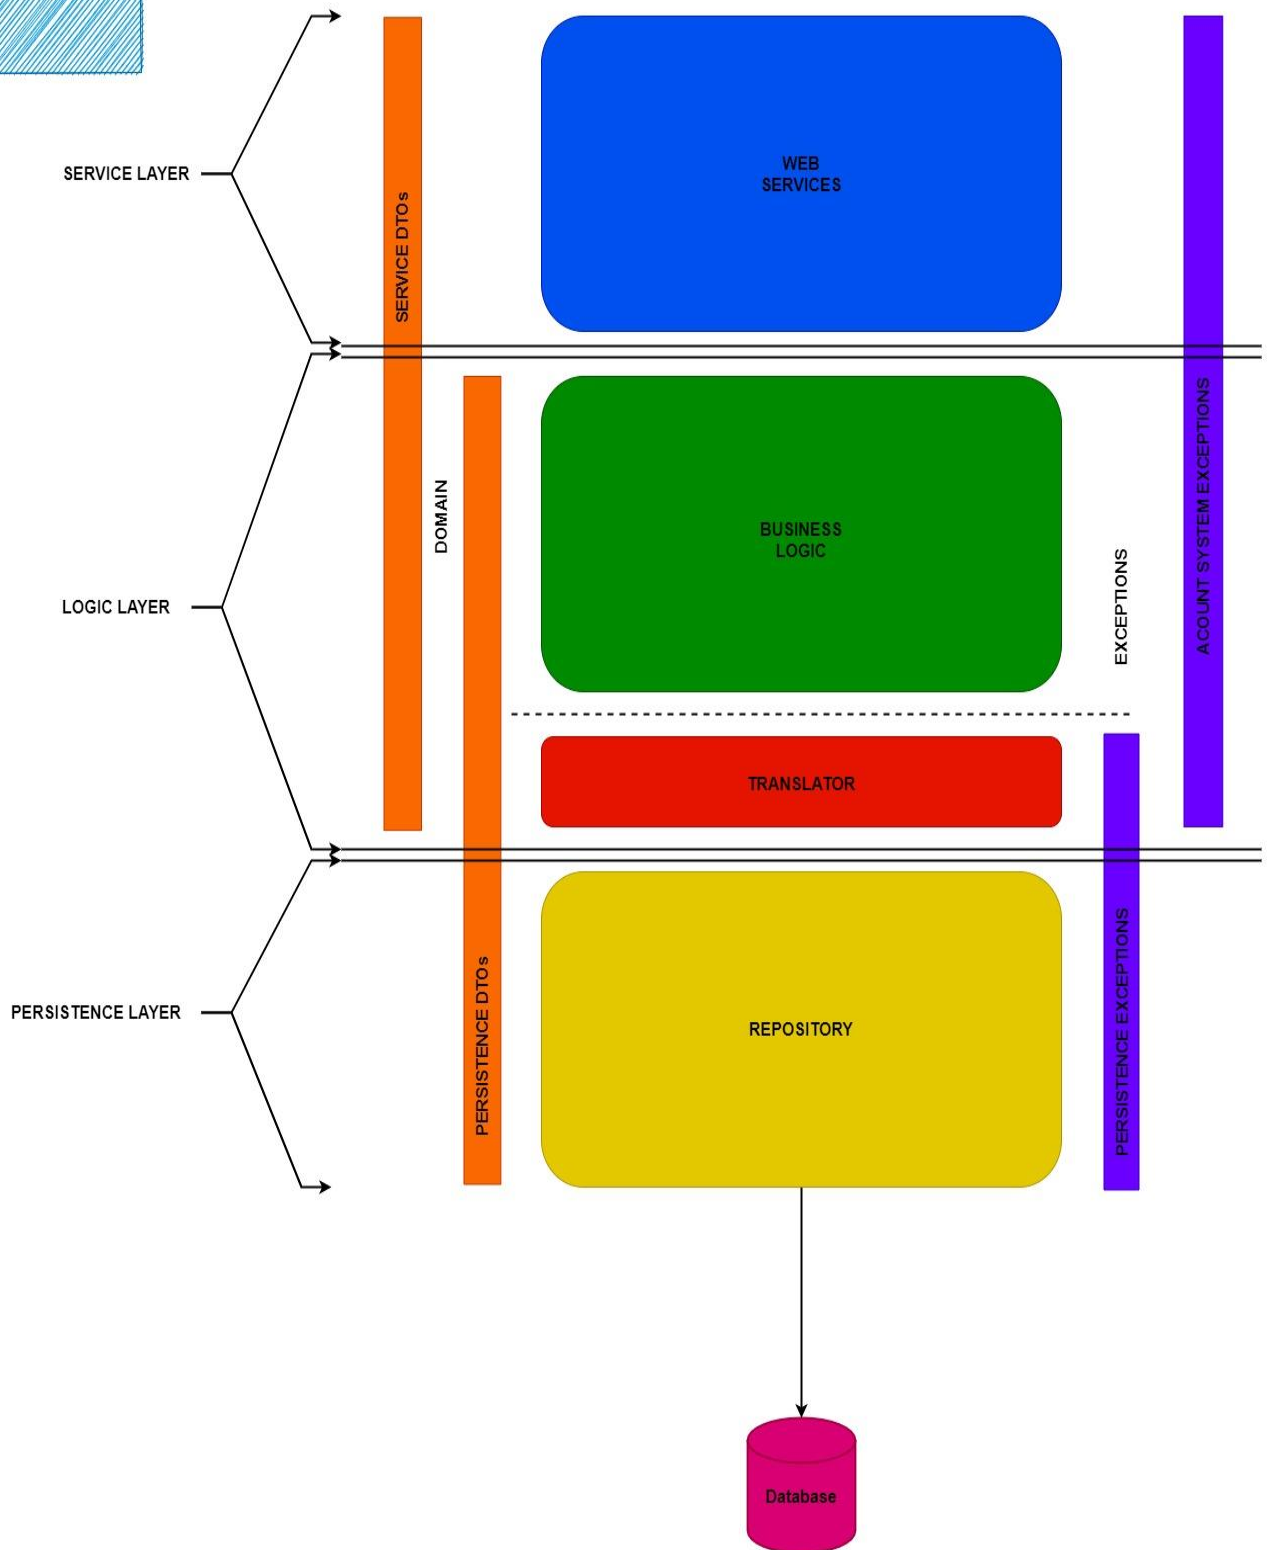 WEB
SERVICES
SERVICE LAYER
SERVICE DTOs
ACOUNT SYSTEM EXCEPTIONS
DOMAIN
BUSINESS
LOGIC
EXCEPTIONS
LOGIC LAYER
TRANSLATOR
PERSISTENCE LAYER
PERSISTENCE DTOs
REPOSITORY
PERSISTENCE EXCEPTIONS
Database